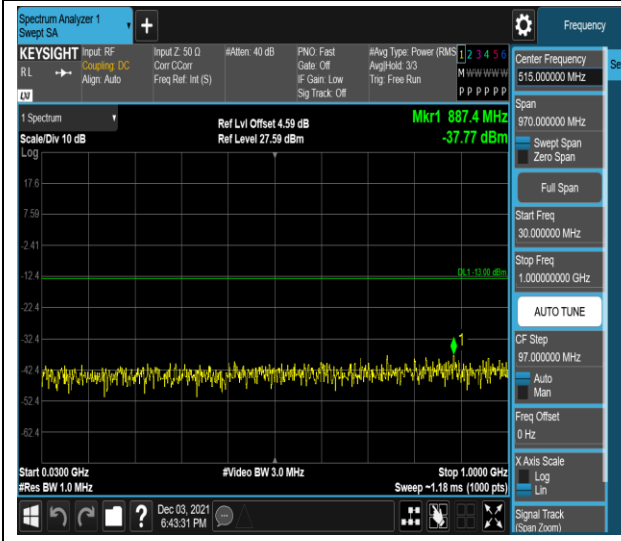 Spectrum Analyzer 1
Swept SA
+
Frequency
KEYSIGHT
RL
LXI
Input: RF
Coupling: DC
Align: Auto
Input Z: 50 Ω
Corr CCorr
Freq Ref: Int (S)
#Atten: 40 dB
PNO: Fast
Gate: Off
IF Gain: Low
Sig Track: Off
#Avg Type: Power (RMS
Avg|Hold: 3/3
Trig: Free Run
1 2 3 4 5 6
M W W W W W
P P P P P P
1 Spectrum
Scale/Div 10 dB
Ref Lvl Offset 4.59 dB
Ref Level 27.59 dBm
Mkr1 887.4 MHz
-37.77 dBm
Log
17.6
7.59
-2.41
-12.4
DL1 -13.00 dBm
-22.4
-32.4
1
-42.4
-52.4
-62.4
Start 0.0300 GHz
#Res BW 1.0 MHz
#Video BW 3.0 MHz
Stop 1.0000 GHz
Sweep ~1.18 ms (1000 pts)
Dec 03, 2021
6:43:31 PM
?
Center Frequency
515.000000 MHz
Se
Span
970.000000 MHz
Swept Span
Zero Span
Full Span
Start Freq
30.000000 MHz
Stop Freq
1.000000000 GHz
AUTO TUNE
CF Step
97.000000 MHz
Auto
Man
Freq Offset
0 Hz
X Axis Scale
Log
Lin
Signal Track
(Span Zoom)